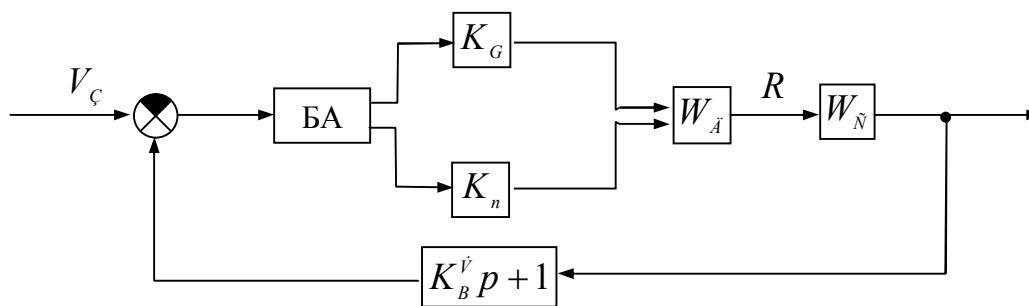 K_G
V_Ç
БА
W_Ä
R
W_Ñ
K_n
K_B^V̇ p + 1